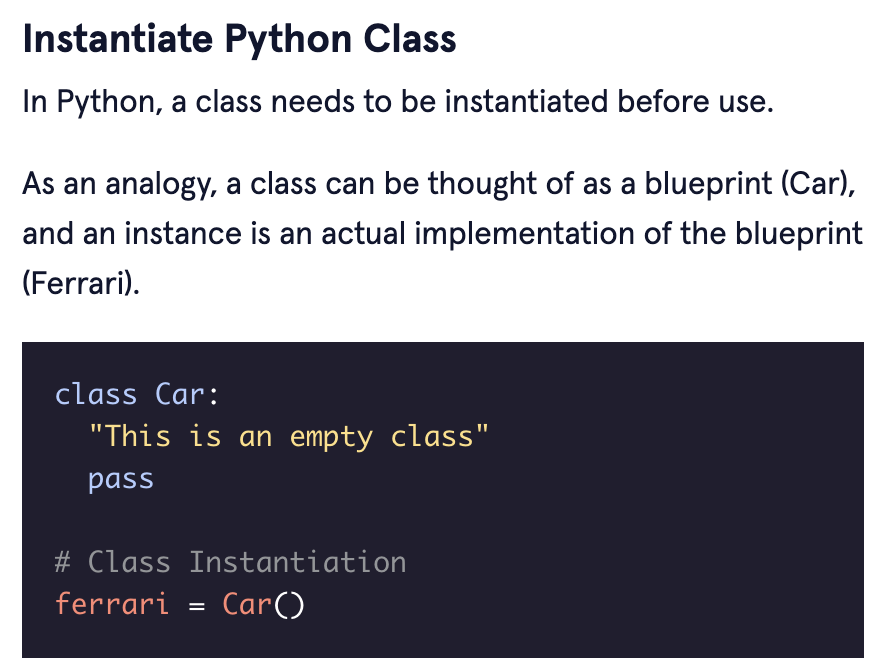 Instantiate Python Class
In Python, a class needs to be instantiated before use.
As an analogy, a class can be thought of as a blueprint (Car),
and an instance is an actual implementation of the blueprint
(Ferrari).
class Car:
  "This is an empty class"
  pass
# Class Instantiation
ferrari = Car()